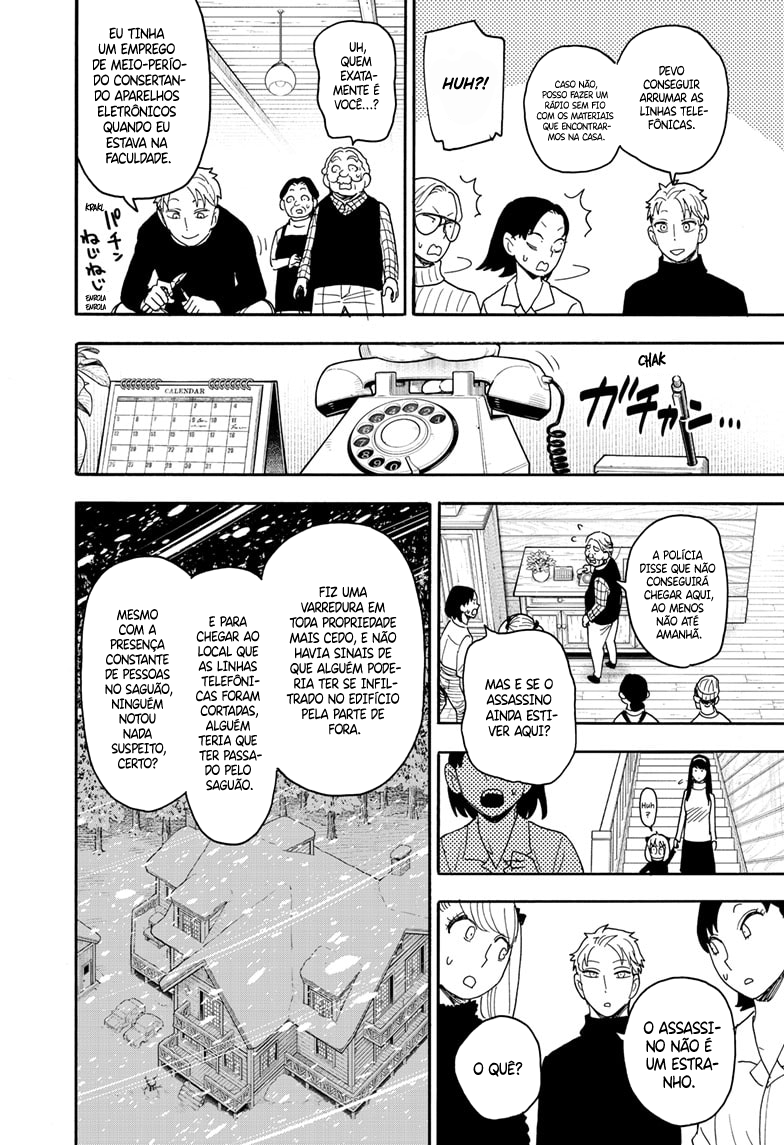 DEVO
CONSEGUIR
ARRUMAR AS
LINHAS TELE-
FÔNICAS.
CASO NÃO,
POSSO FAZER UM
RÁDIO SEM FIO
COM OS MATERIAIS
QUE ENCONTRAR-
MOS NA CASA.
HUH?!
UH,
QUEM
EXATA-
MENTE É
VOCÊ...?
EU TINHA
UM EMPREGO
DE MEIO-PERÍO-
DO CONSERTAN-
DO APARELHOS
ELETRÔNICOS
QUANDO EU
ESTAVA NA
FACULDADE.
KRAK!
パチン
ねじねじ
ENROLA
ENROLA
CHAK
ガチャン...
CALENDAR
A POLÍCIA
DISSE QUE NÃO
CONSEGUIRÁ
CHEGAR AQUI,
AO MENOS
NÃO ATÉ
AMANHÃ.
MAS E SE O
ASSASSINO
AINDA ESTI-
VER AQUI?
Huh
?
FIZ UMA
VARREDURA EM
TODA PROPRIEDADE
MAIS CEDO, E NÃO
HAVIA SINAIS DE
QUE ALGUÉM PODE-
RIA TER SE INFIL-
TRADO NO EDIFÍCIO
PELA PARTE DE
FORA.
E PARA
CHEGAR AO
LOCAL QUE
AS LINHAS
TELEFÔNI-
CAS FORAM
CORTADAS,
ALGUÉM
TERIA QUE
TER PASSA-
DO PELO
SAGUÃO.
MESMO
COM A
PRESENÇA
CONSTANTE
DE PESSOAS
NO SAGUÃO,
NINGUÉM
NOTOU
NADA
SUSPEITO,
CERTO?
O ASSASSI-
NO NÃO É
UM ESTRA-
NHO.
O QUÊ?